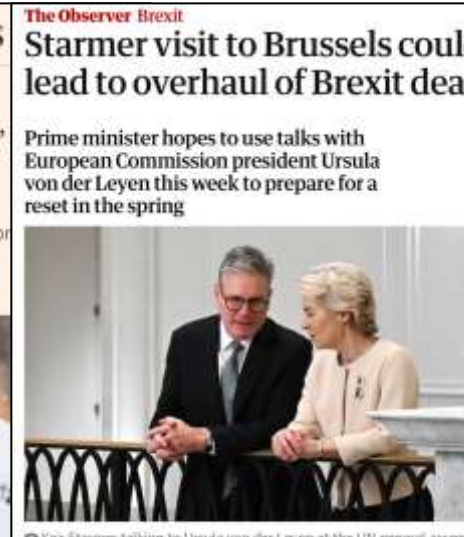 The Observer Brexit
Starmer visit to Brussels coul
lead to overhaul of Brexit dea
Prime minister hopes to use talks with
European Commission president Ursula
von der Leyen this week to prepare for a
reset in the spring